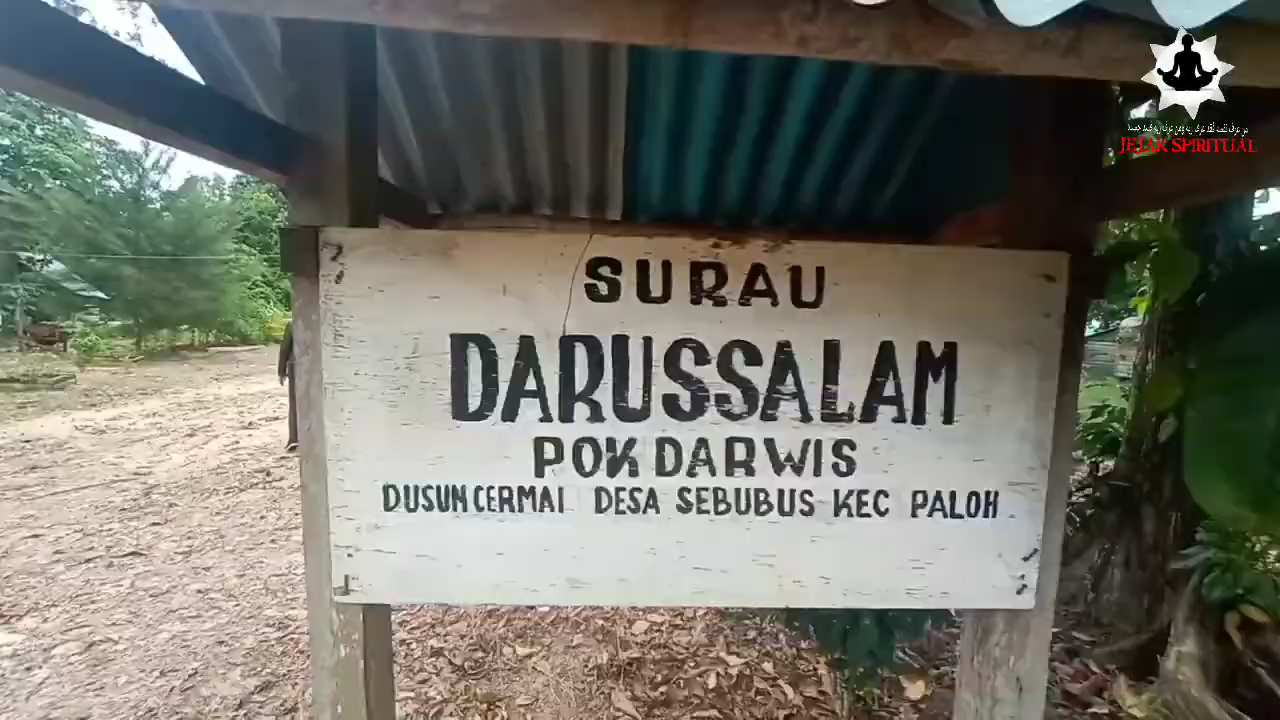 SURAU
DARUSSALAM
POK DARWIS
DUSUN CERMAI DESA SEBUBUS KEC PALOH
JEJAK SPIRITUAL